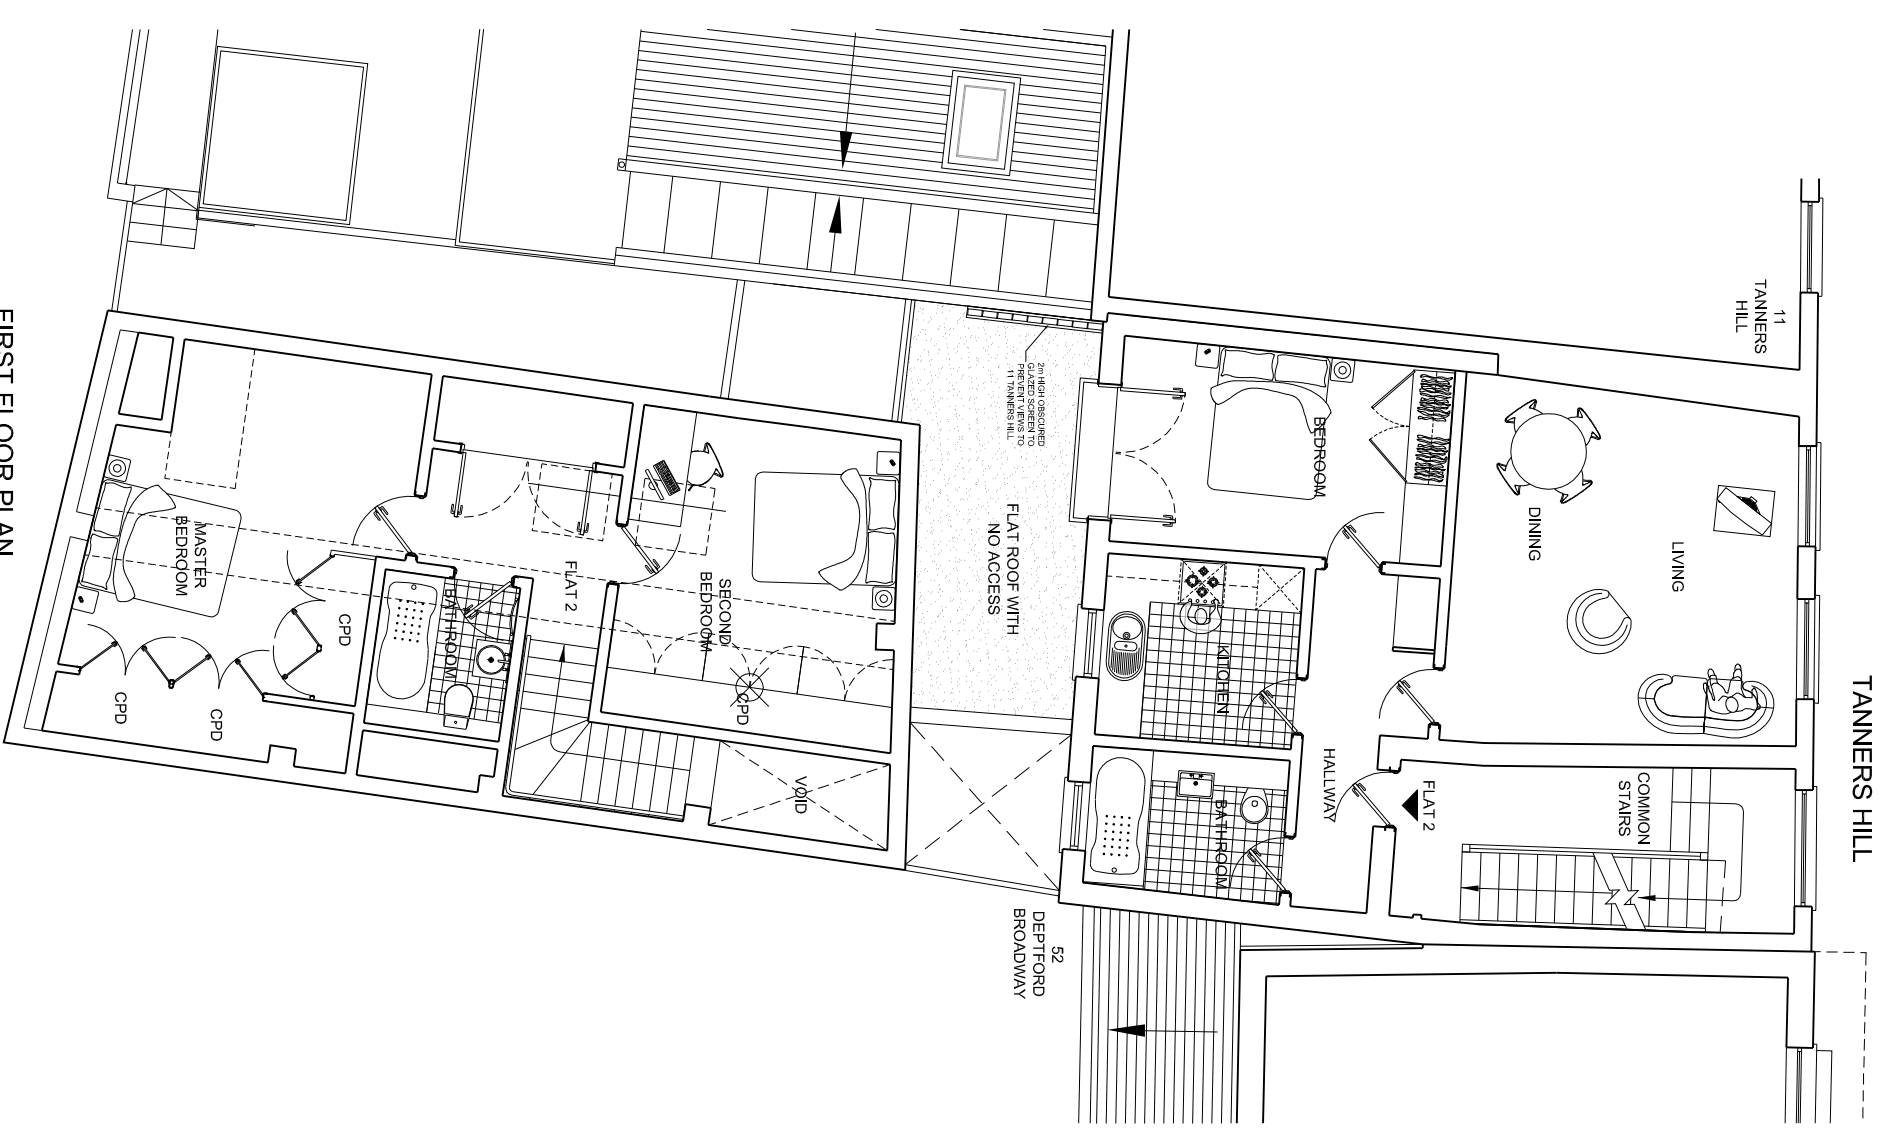 TANNERS HILL
11
TANNERS
HILL
LIVING
DINING
COMMON
STAIRS
FLAT 2
HALLWAY
BEDROOM
KITCHEN
BATHROOM
2m HIGH OBSCURED
GLAZED SCREEN TO
PREVENT VIEWS TO
11 TANNERS HILL
FLAT ROOF WITH
NO ACCESS
52
DEPTFORD
BROADWAY
VOID
CPD
SECOND
BEDROOM
FLAT 2
BATHROOM
CPD
MASTER
BEDROOM
CPD
CPD
FIRST FLOOR PLAN